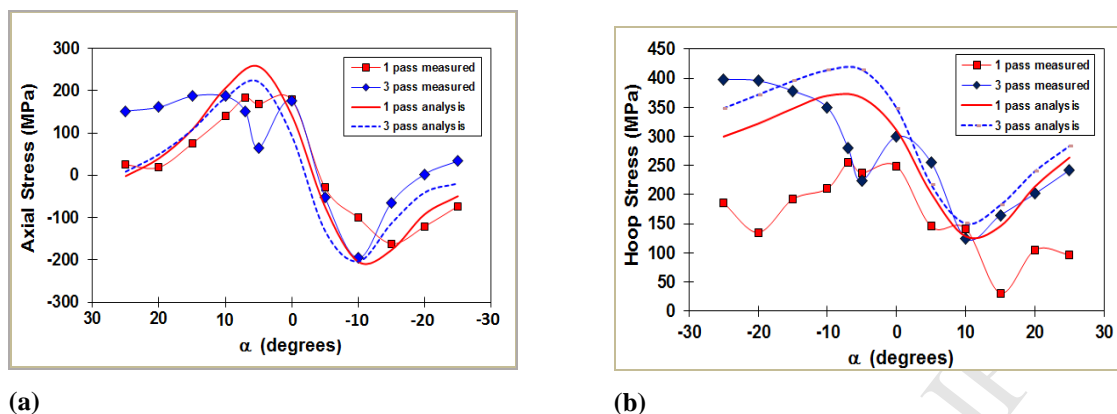 300
200
100
0
-100
-200
-300
Axial Stress (MPa)
30 20 10 0 -10 -20 -30
α (degrees)
1 pass measured
3 pass measured
1 pass analysis
3 pass analysis
(a)
450
400
350
300
250
200
150
100
50
0
Hoop Stress (MPa)
-30 -20 -10 0 10 20 30
α (degrees)
1 pass measured
3 pass measured
1 pass analysis
3 pass analysis
(b)